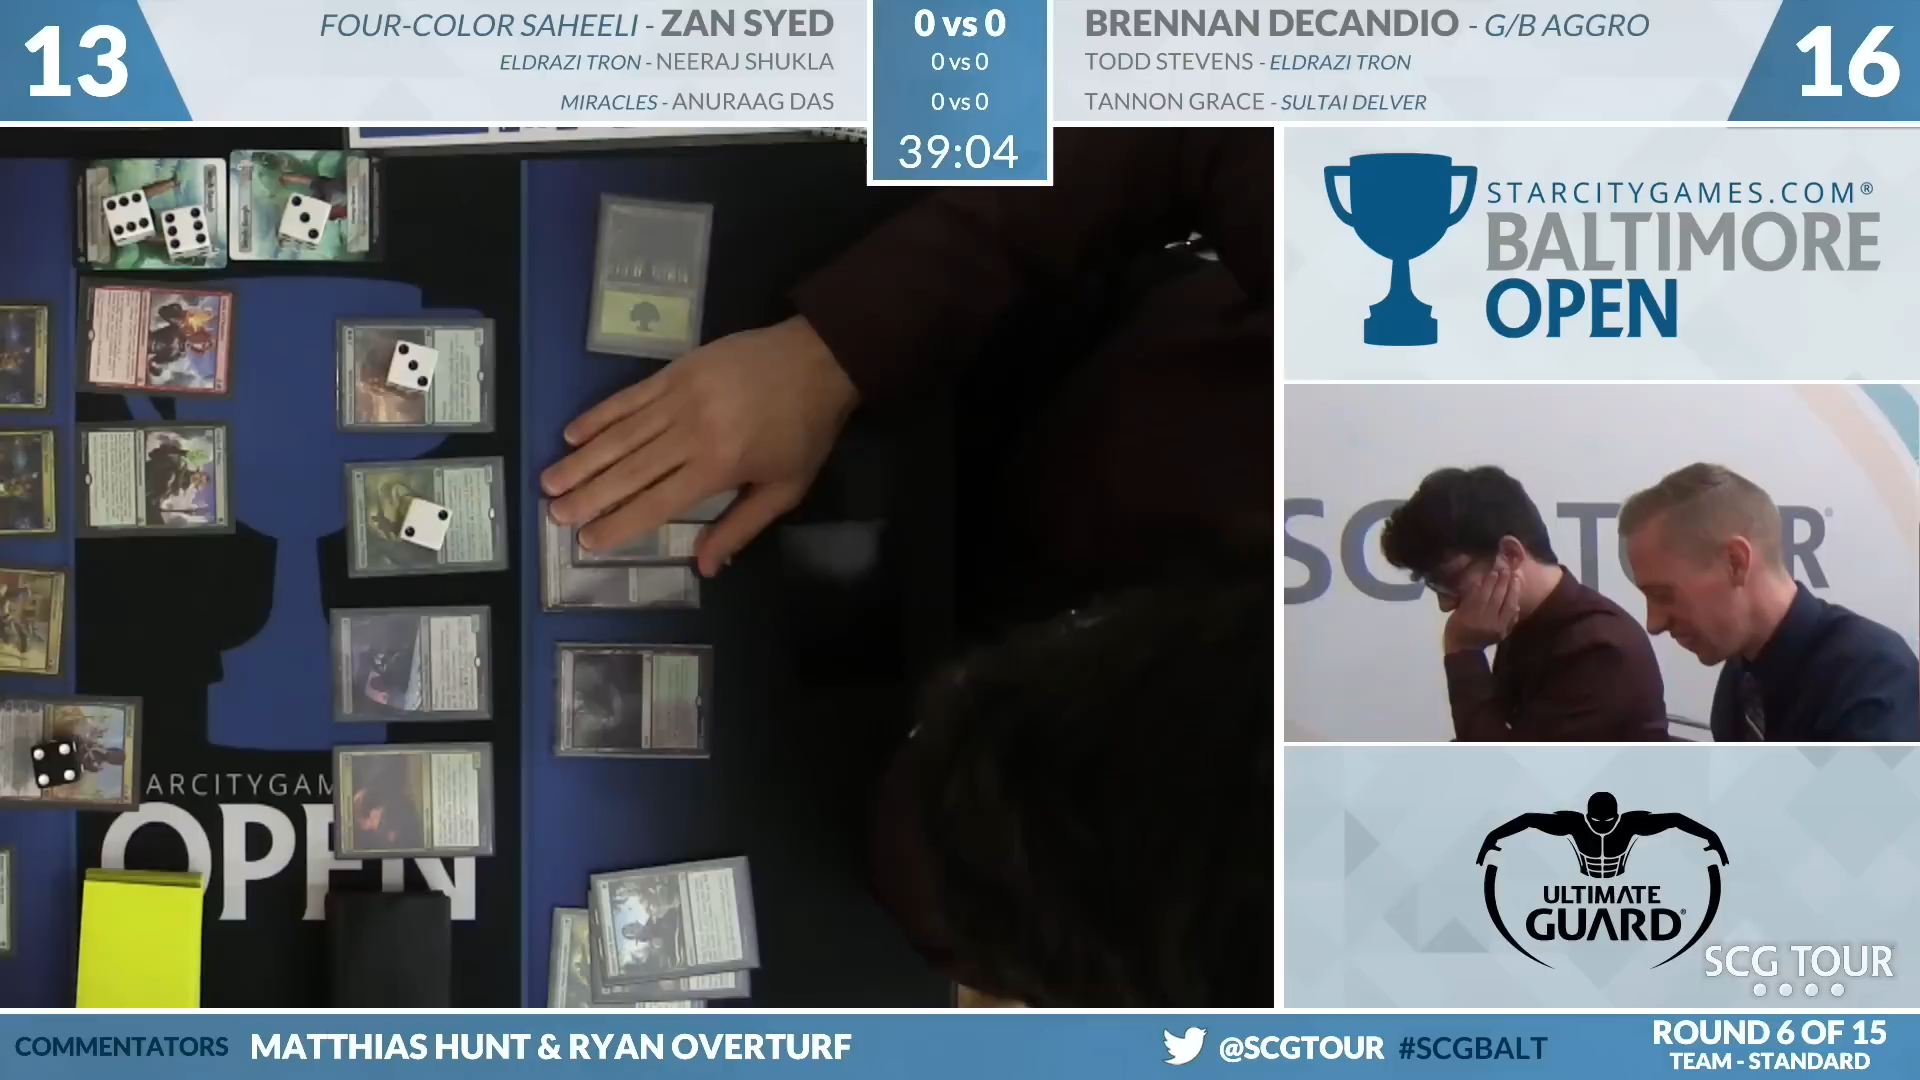 13
FOUR-COLOR SAHEELI - ZAN SYED
ELDRAZI TRON - NEERAJ SHUKLA
MIRACLES - ANURAAG DAS
0 vs 0
0 vs 0
0 vs 0
39:04
BRENNAN DECANDIO - G/B AGGRO
TODD STEVENS - ELDRAZI TRON
TANNON GRACE - SULTAI DELVER
16
STARCITYGAMES.COM®
BALTIMORE
OPEN
SCG TOUR®
ARCITYGAM
OPEN
ULTIMATE
GUARD®
SCG TOUR
COMMENTATORS MATTHIAS HUNT & RYAN OVERTURF
@SCGTOUR #SCGBALT
ROUND 6 OF 15
TEAM - STANDARD